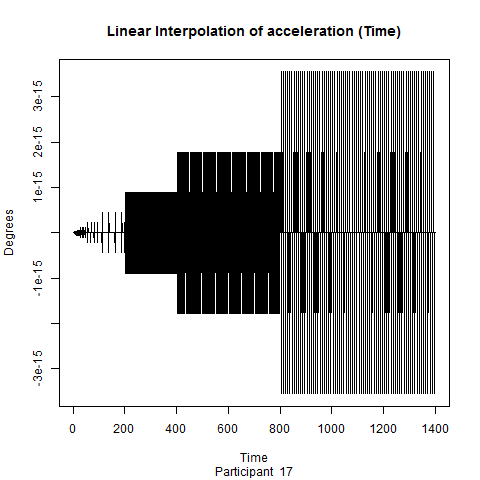 Linear Interpolation of acceleration (Time)
3e-15
2e-15
1e-15
-1e-15
-3e-15
Degrees
0 200 400 600 800 1000 1200 1400
Time
Participant 17